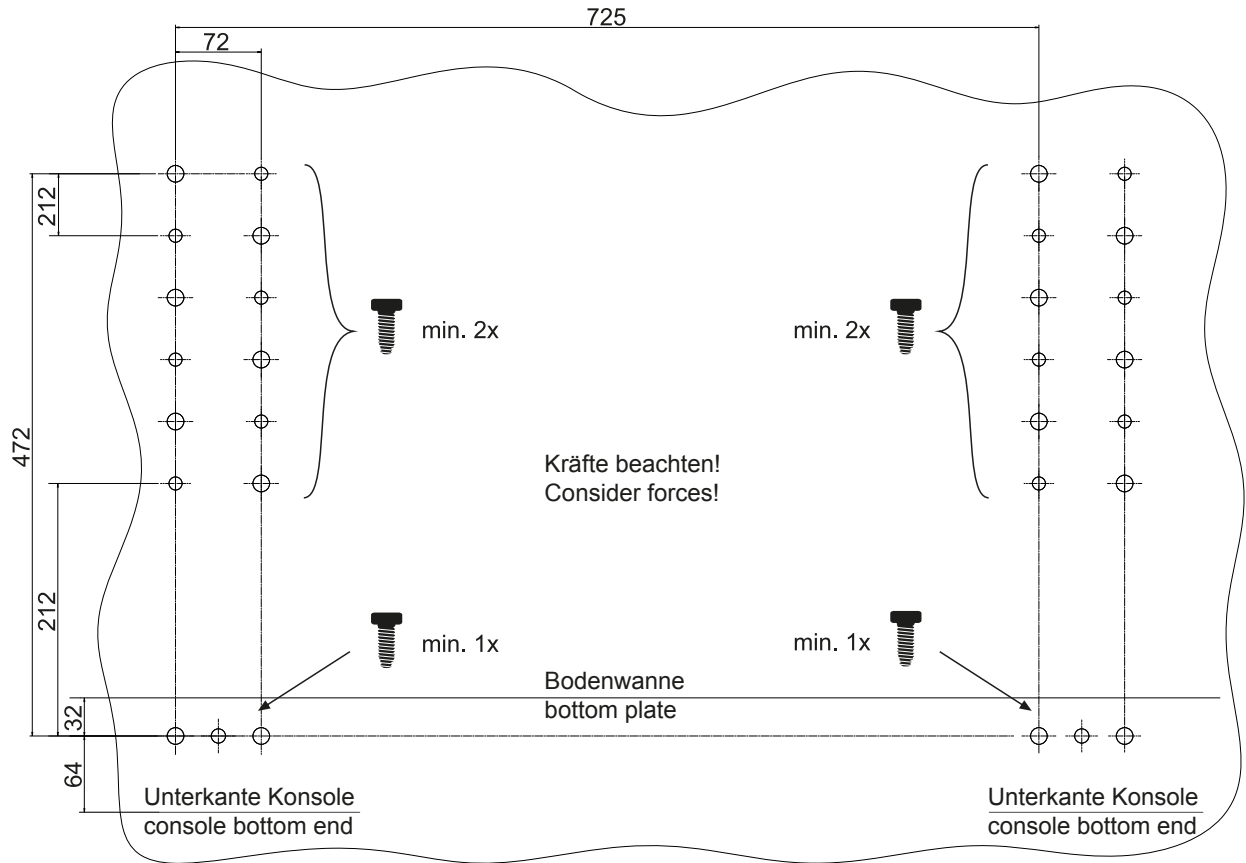 725
72
212
472
min. 2x
min. 2x
Kräfte beachten!
Consider forces!
212
min. 1x
min. 1x
Bodenwanne
bottom plate
32
64
Unterkante Konsole
console bottom end
Unterkante Konsole
console bottom end